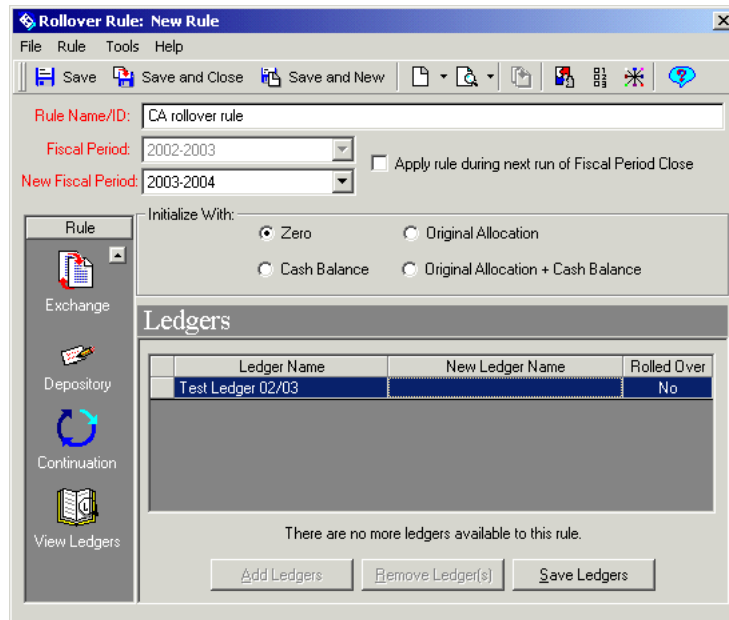 Rollover Rule: New Rule
File Rule Tools Help
Save Save and Close Save and New
Rule Name/ID: CA rollover rule
Fiscal Period: 2002-2003
Apply rule during next run of Fiscal Period Close
New Fiscal Period: 2003-2004
Rule
Initialize With:
Zero Original Allocation
Cash Balance Original Allocation + Cash Balance
Exchange
Depository
Continuation
View Ledgers
Ledgers
Ledger Name New Ledger Name Rolled Over
Test Ledger 02/03 No
There are no more ledgers available to this rule.
Add Ledgers Remove Ledger(s) Save Ledgers